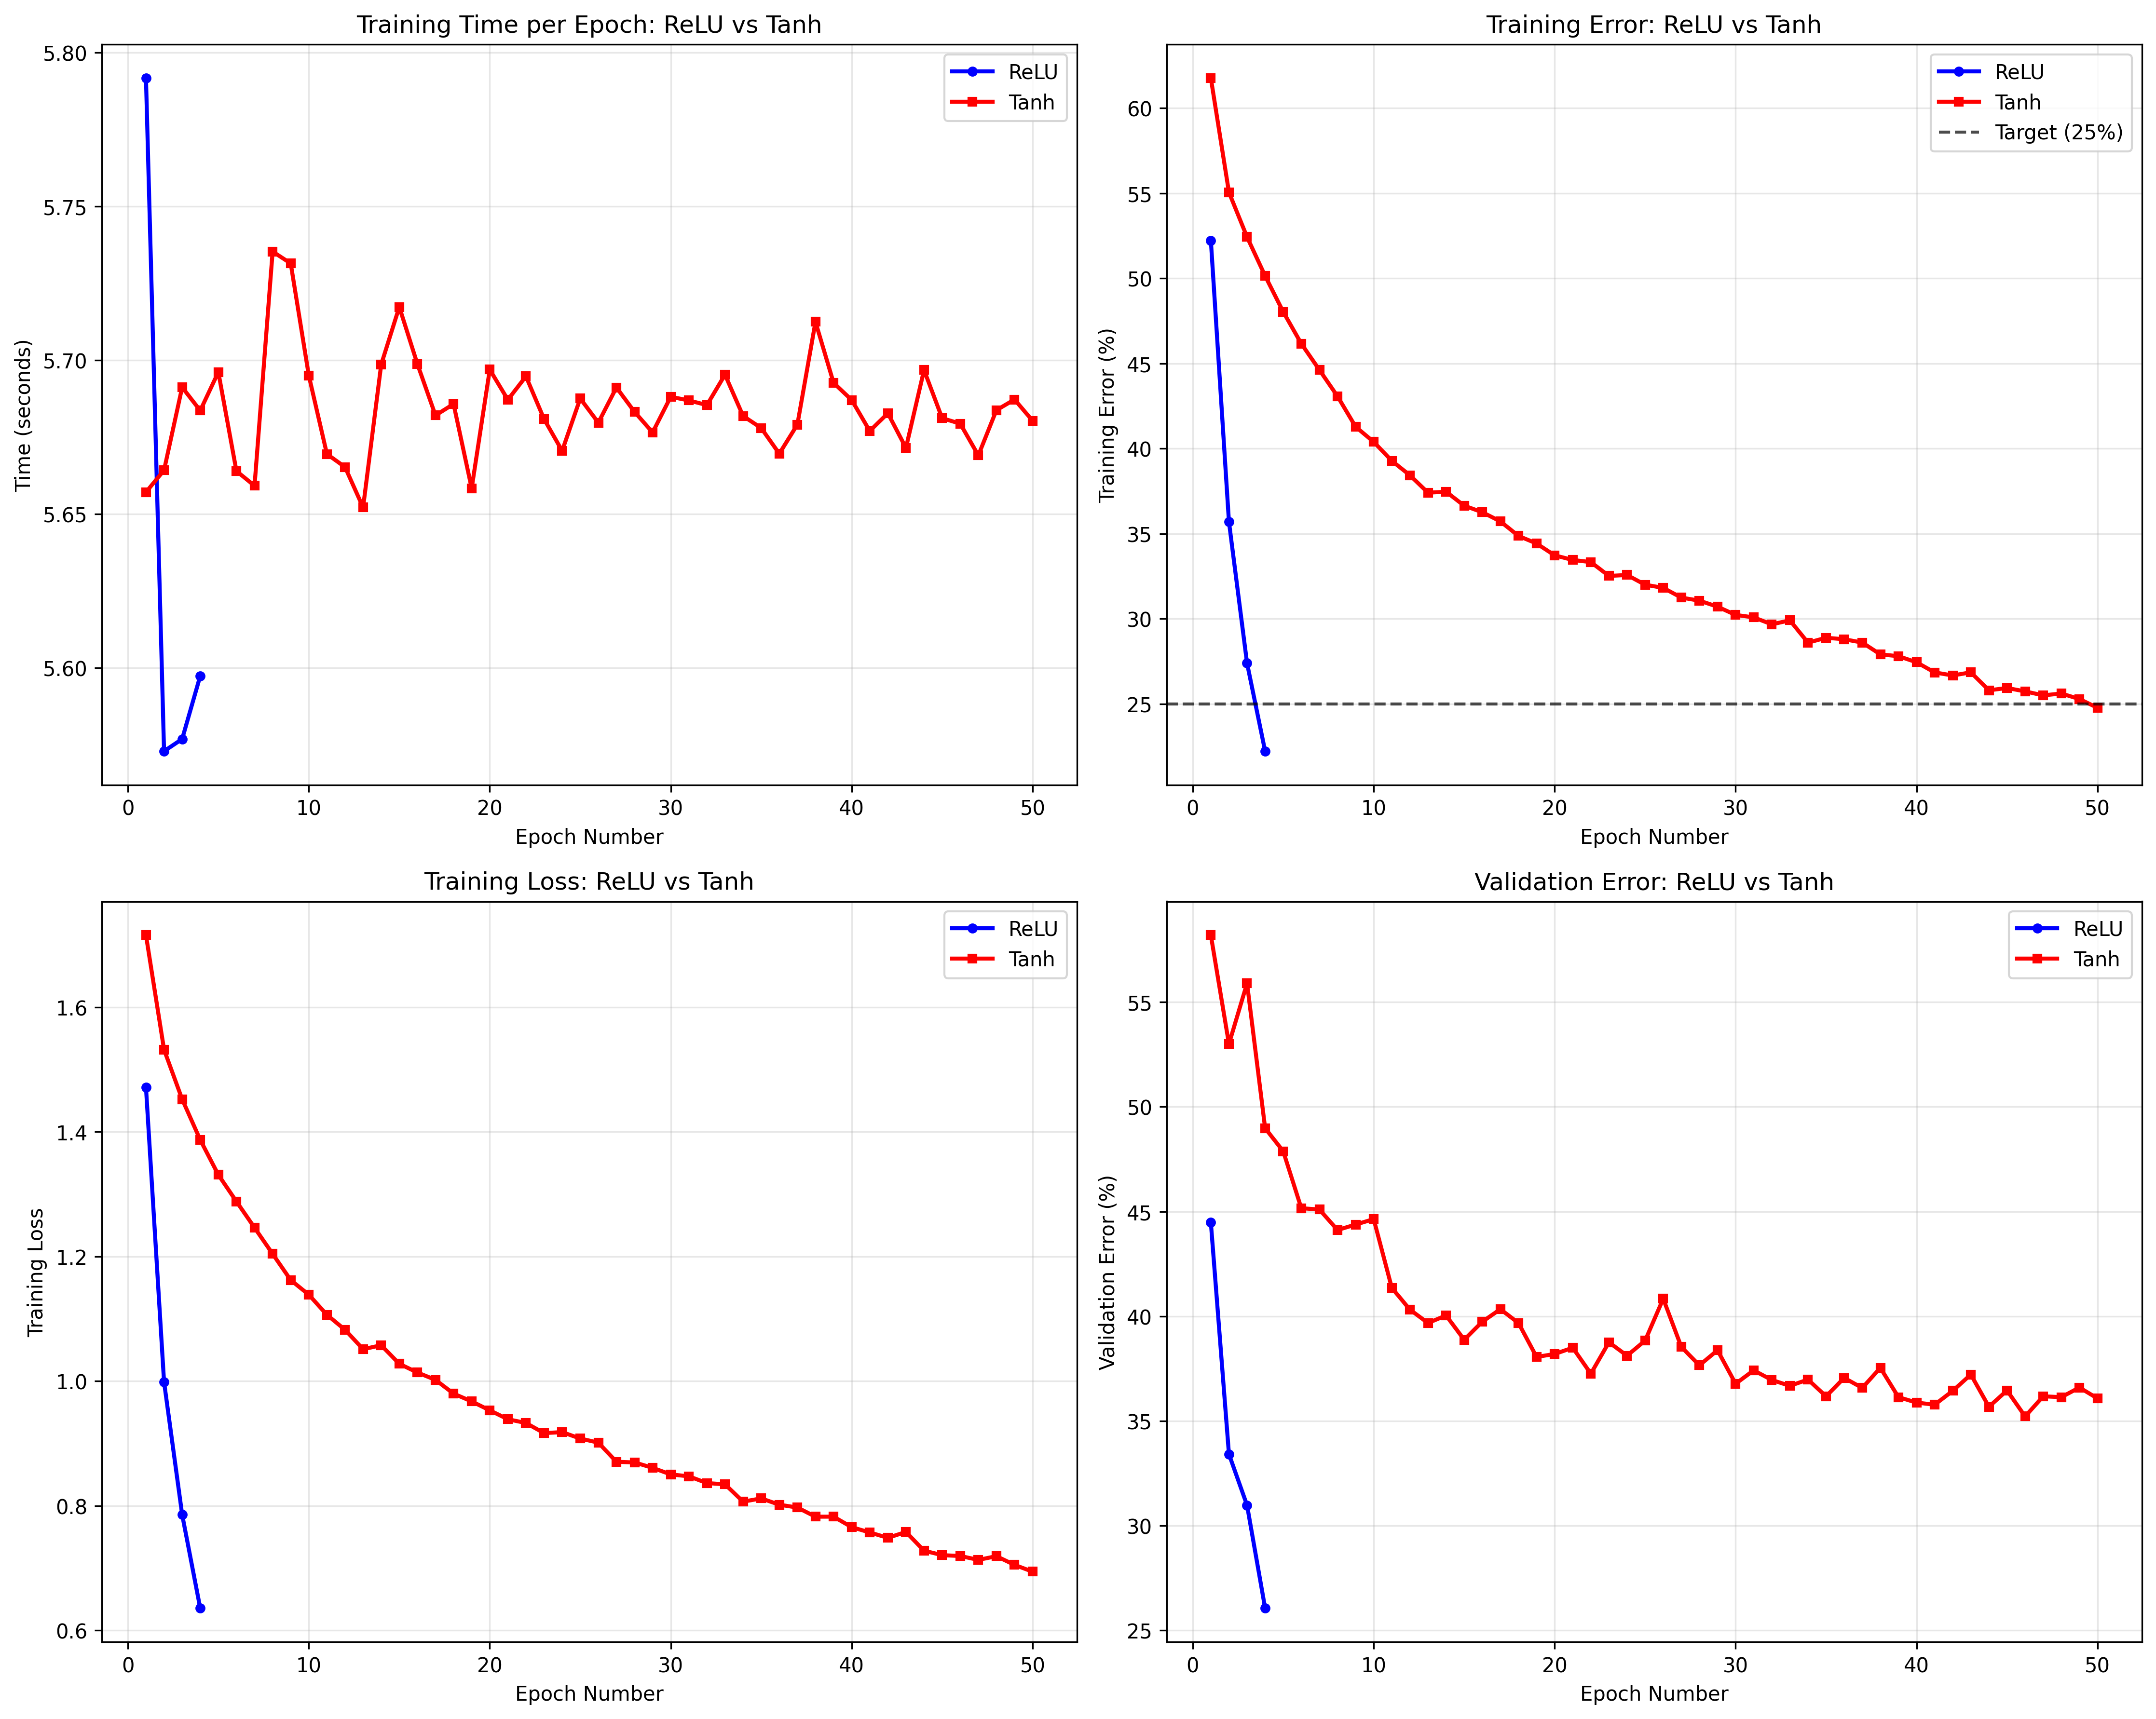 Training Time per Epoch: ReLU vs Tanh
5.80
5.75
5.70
5.65
5.60
Time (seconds)
ReLU
Tanh
0 10 20 30 40 50
Epoch Number
Training Error: ReLU vs Tanh
60
55
50
45
40
35
30
25
Training Error (%)
ReLU
Tanh
Target (25%)
0 10 20 30 40 50
Epoch Number
Training Loss: ReLU vs Tanh
1.6
1.4
1.2
1.0
0.8
0.6
Training Loss
ReLU
Tanh
0 10 20 30 40 50
Epoch Number
Validation Error: ReLU vs Tanh
55
50
45
40
35
30
25
Validation Error (%)
ReLU
Tanh
0 10 20 30 40 50
Epoch Number